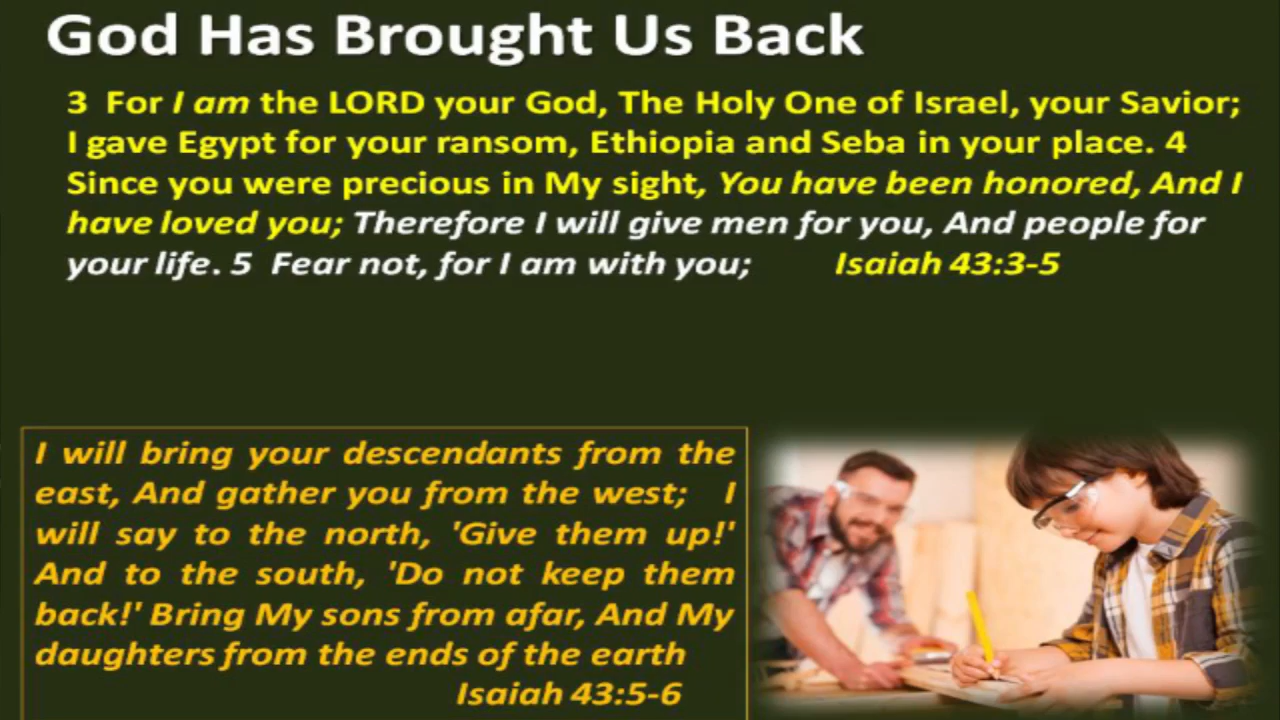 God Has Brought Us Back
3 For I am the LORD your God, The Holy One of Israel, your Savior;
I gave Egypt for your ransom, Ethiopia and Seba in your place. 4
Since you were precious in My sight, You have been honored, And I
have loved you; Therefore I will give men for you, And people for
your life. 5 Fear not, for I am with you; Isaiah 43:3-5
I will bring your descendants from the
east, And gather you from the west; I
will say to the north, 'Give them up!'
And to the south, 'Do not keep them
back!' Bring My sons from afar, And My
daughters from the ends of the earth
Isaiah 43:5-6